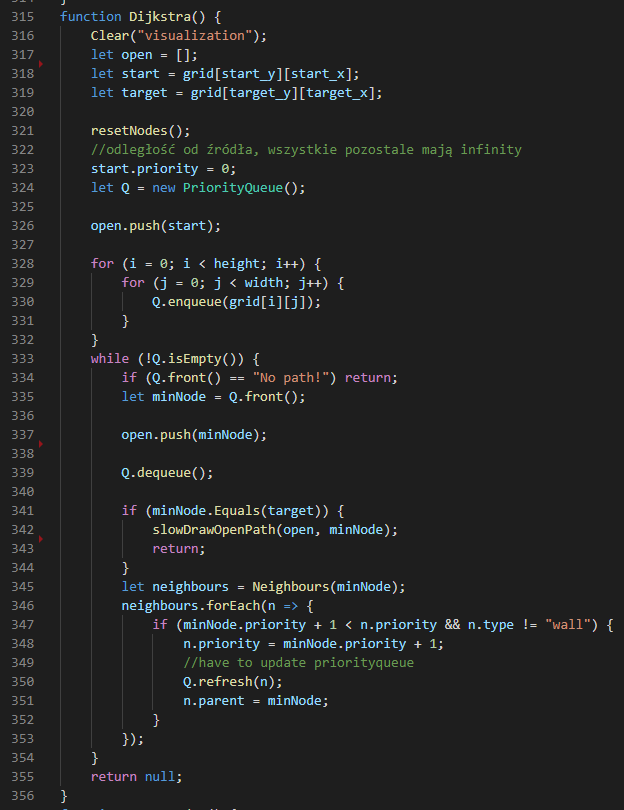 315 function Dijkstra() {
316     Clear("visualization");
317     let open = [];
318     let start = grid[start_y][start_x];
319     let target = grid[target_y][target_x];
320
321     resetNodes();
322     //odległość od źródła, wszystkie pozostale mają infinity
323     start.priority = 0;
324     let Q = new PriorityQueue();
325
326     open.push(start);
327
328     for (i = 0; i < height; i++) {
329         for (j = 0; j < width; j++) {
330             Q.enqueue(grid[i][j]);
331         }
332     }
333     while (!Q.isEmpty()) {
334         if (Q.front() == "No path!") return;
335         let minNode = Q.front();
336
337         open.push(minNode);
338
339         Q.dequeue();
340
341         if (minNode.Equals(target)) {
342             slowDrawOpenPath(open, minNode);
343             return;
344         }
345         let neighbours = Neighbours(minNode);
346         neighbours.forEach(n => {
347             if (minNode.priority + 1 < n.priority && n.type != "wall") {
348                 n.priority = minNode.priority + 1;
349                 //have to update priorityqueue
350                 Q.refresh(n);
351                 n.parent = minNode;
352             }
353         });
354     }
355     return null;
356 }